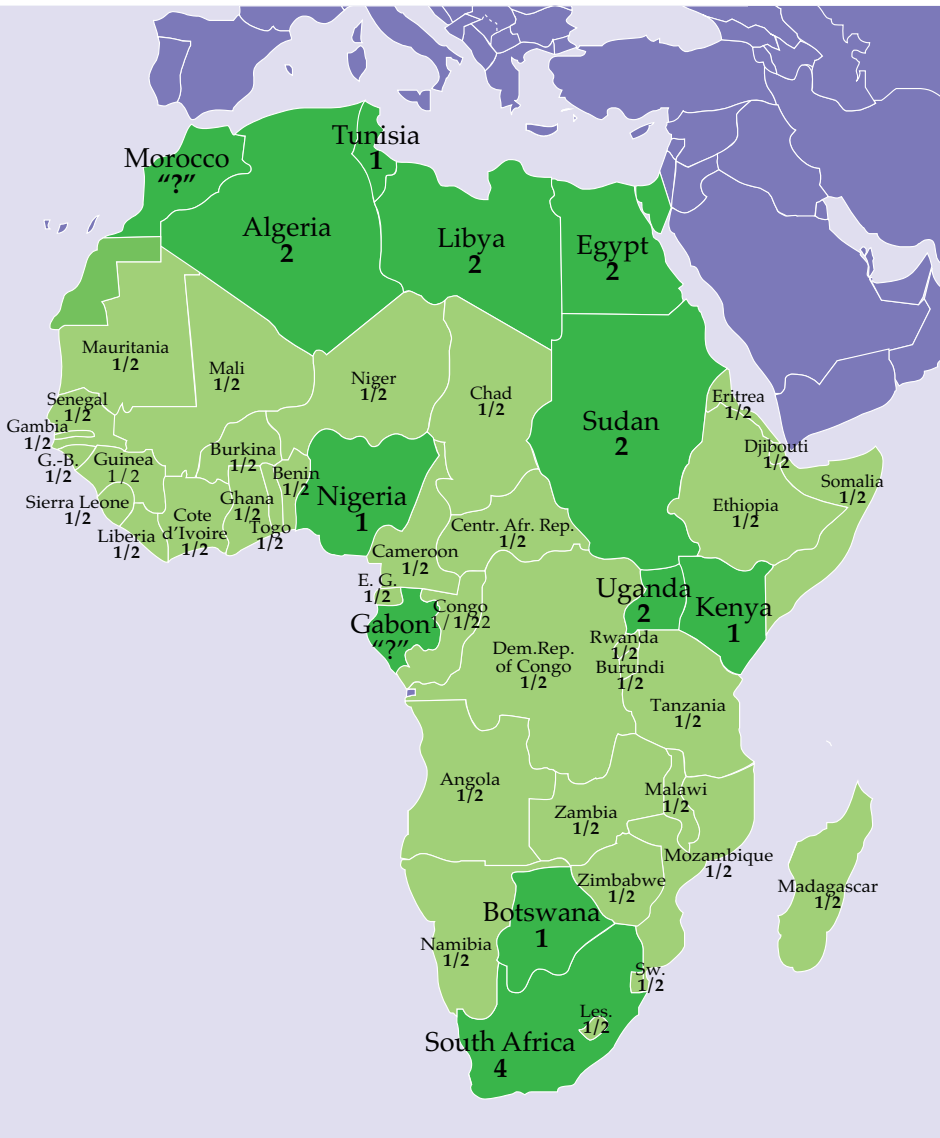 Tunisia
1
Morocco
“?”
Algeria
2
Libya
2
Egypt
2
Mauritania
1/2
Mali
1/2
Niger
1/2
Chad
1/2
Sudan
2
Eritrea
1/2
Senegal
1/2
Gambia
1/2
G.-B.
1/2
Guinea
1/2
Burkina
1/2
Benin
1/2
Nigeria
1
Djibouti
1/2
Somalia
1/2
Ethiopia
1/2
Sierra Leone
1/2
Liberia
1/2
Cote
d’Ivoire
1/2
Ghana
1/2
Togo
1/2
Centr. Afr. Rep.
1/2
Cameroon
1/2
E. G.
1/2
Gabon
“?”
Congo
1/1/22
Uganda
2
Kenya
1
Rwanda
1/2
Burundi
1/2
Dem.Rep.
of Congo
1/2
Tanzania
1/2
Angola
1/2
Zambia
1/2
Malawi
1/2
Mozambique
1/2
Zimbabwe
1/2
Madagascar
1/2
Botswana
1
Namibia
1/2
Sw.
1/2
Les.
1/2
South Africa
4